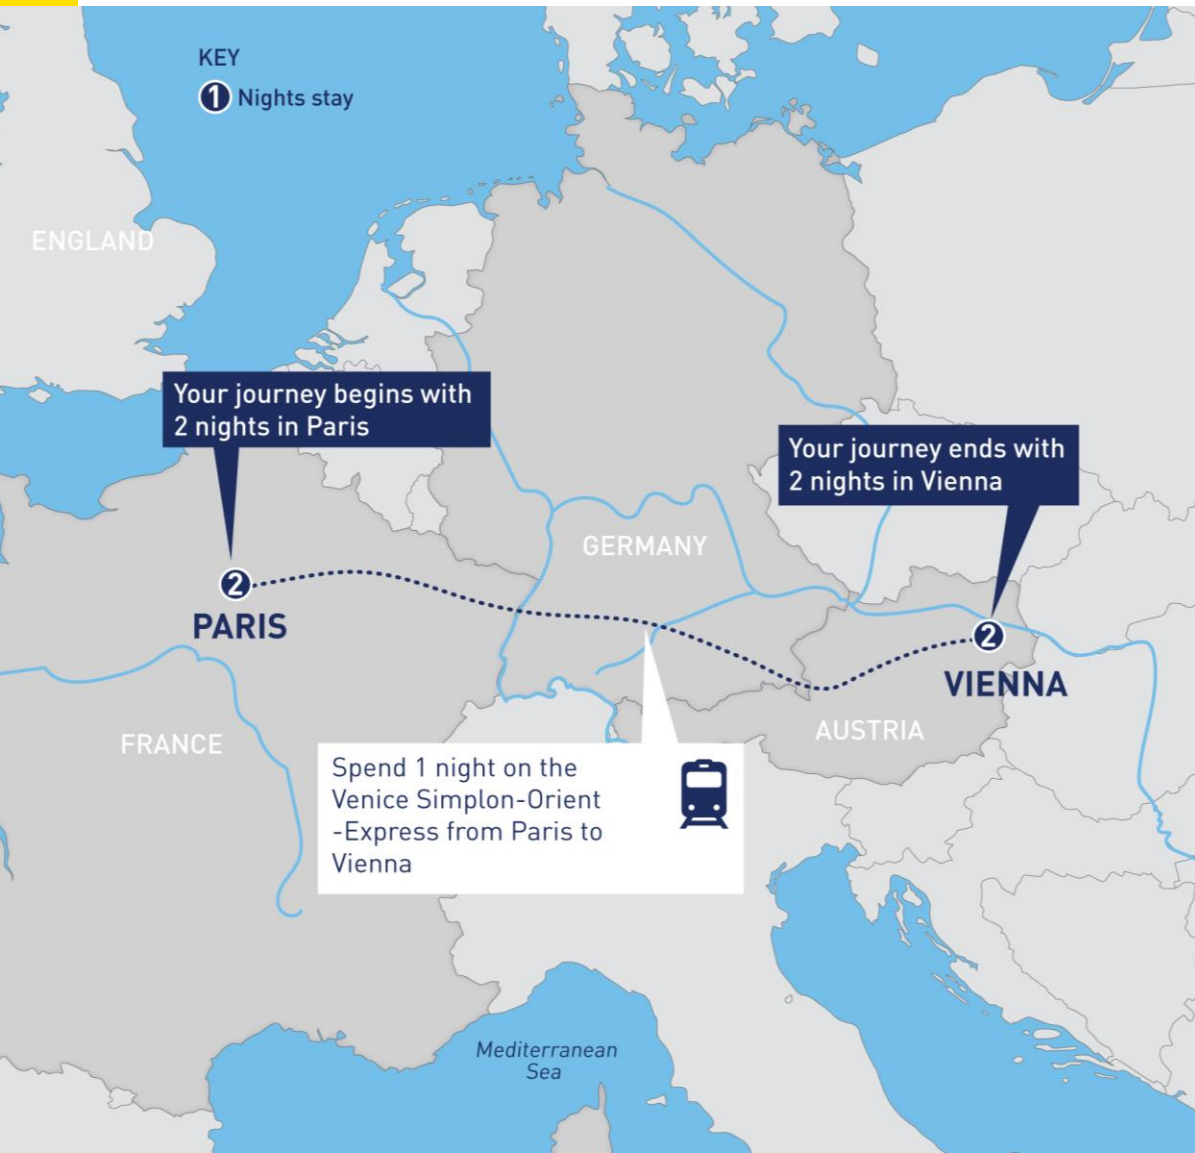 KEY
1 Nights stay
ENGLAND
Your journey begins with
2 nights in Paris
Your journey ends with
2 nights in Vienna
GERMANY
2
PARIS
2
VIENNA
FRANCE
AUSTRIA
Spend 1 night on the
Venice Simplon-Orient
-Express from Paris to
Vienna
Mediterranean
Sea